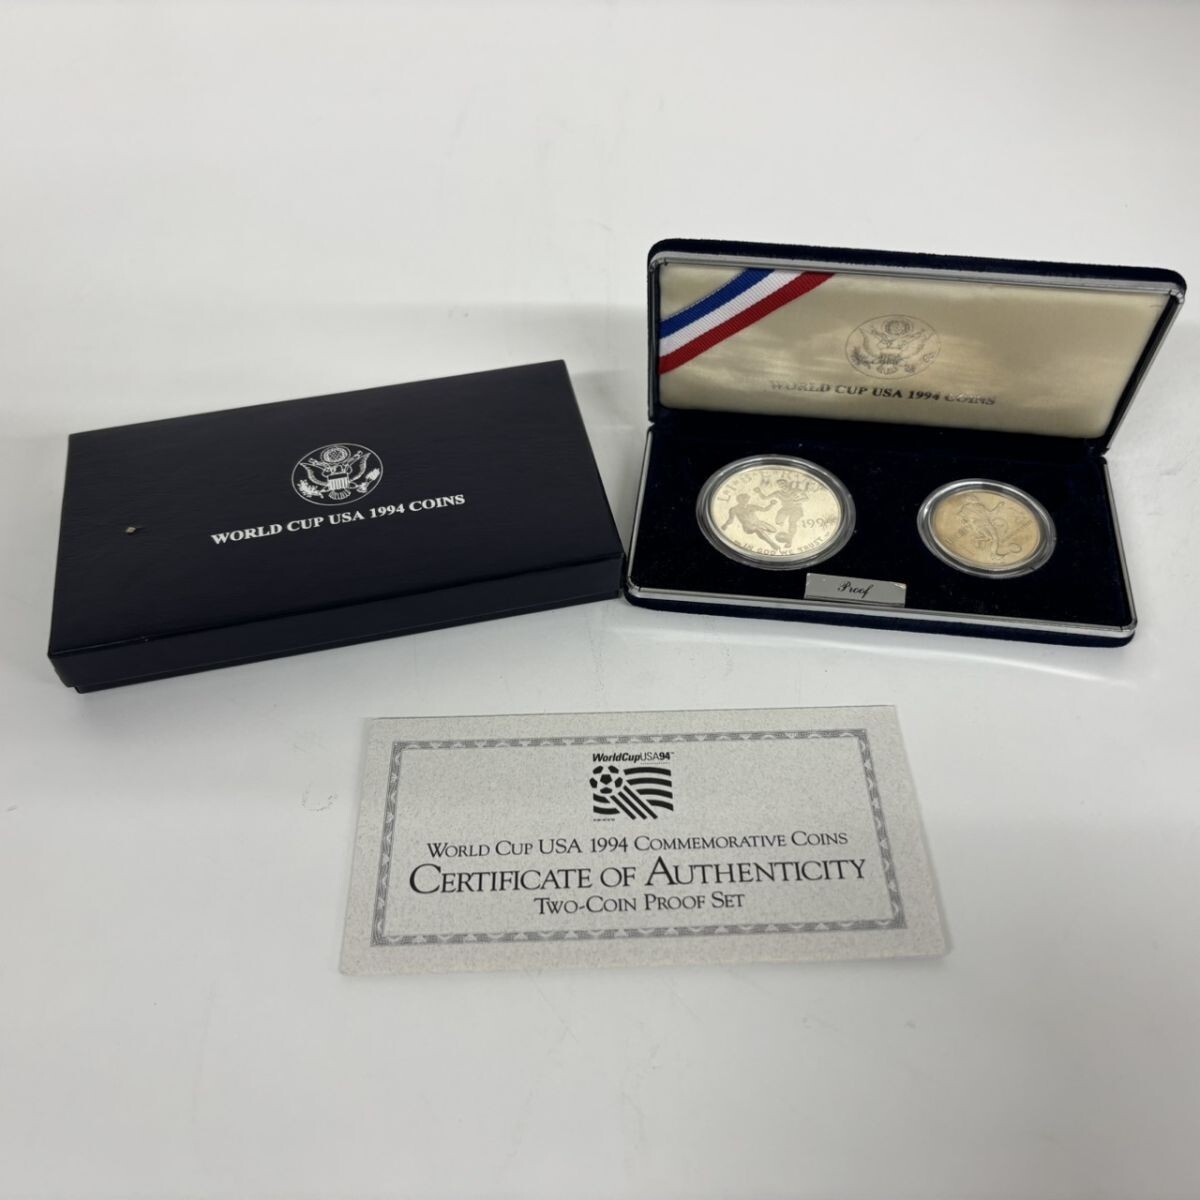 WORLD CUP USA 1994 COINS
WORLD CUP USA 1994 COINS
LIBERTY
1994
IN GOD WE TRUST
Proof
WorldCupUSA94
WORLD CUP USA 1994 COMMEMORATIVE COINS
CERTIFICATE OF AUTHENTICITY
TWO-COIN PROOF SET